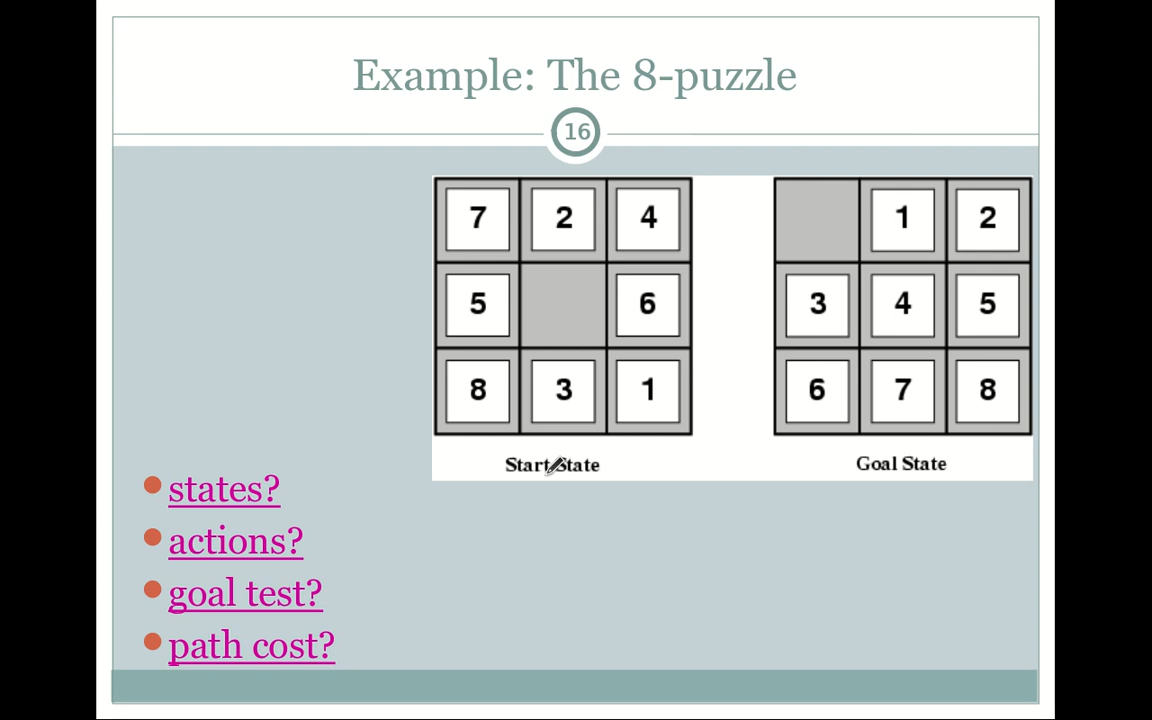 Example: The 8-puzzle
16
7 2 4
5 6
8 3 1
Start State
1 2
3 4 5
6 7 8
Goal State
states?
actions?
goal test?
path cost?